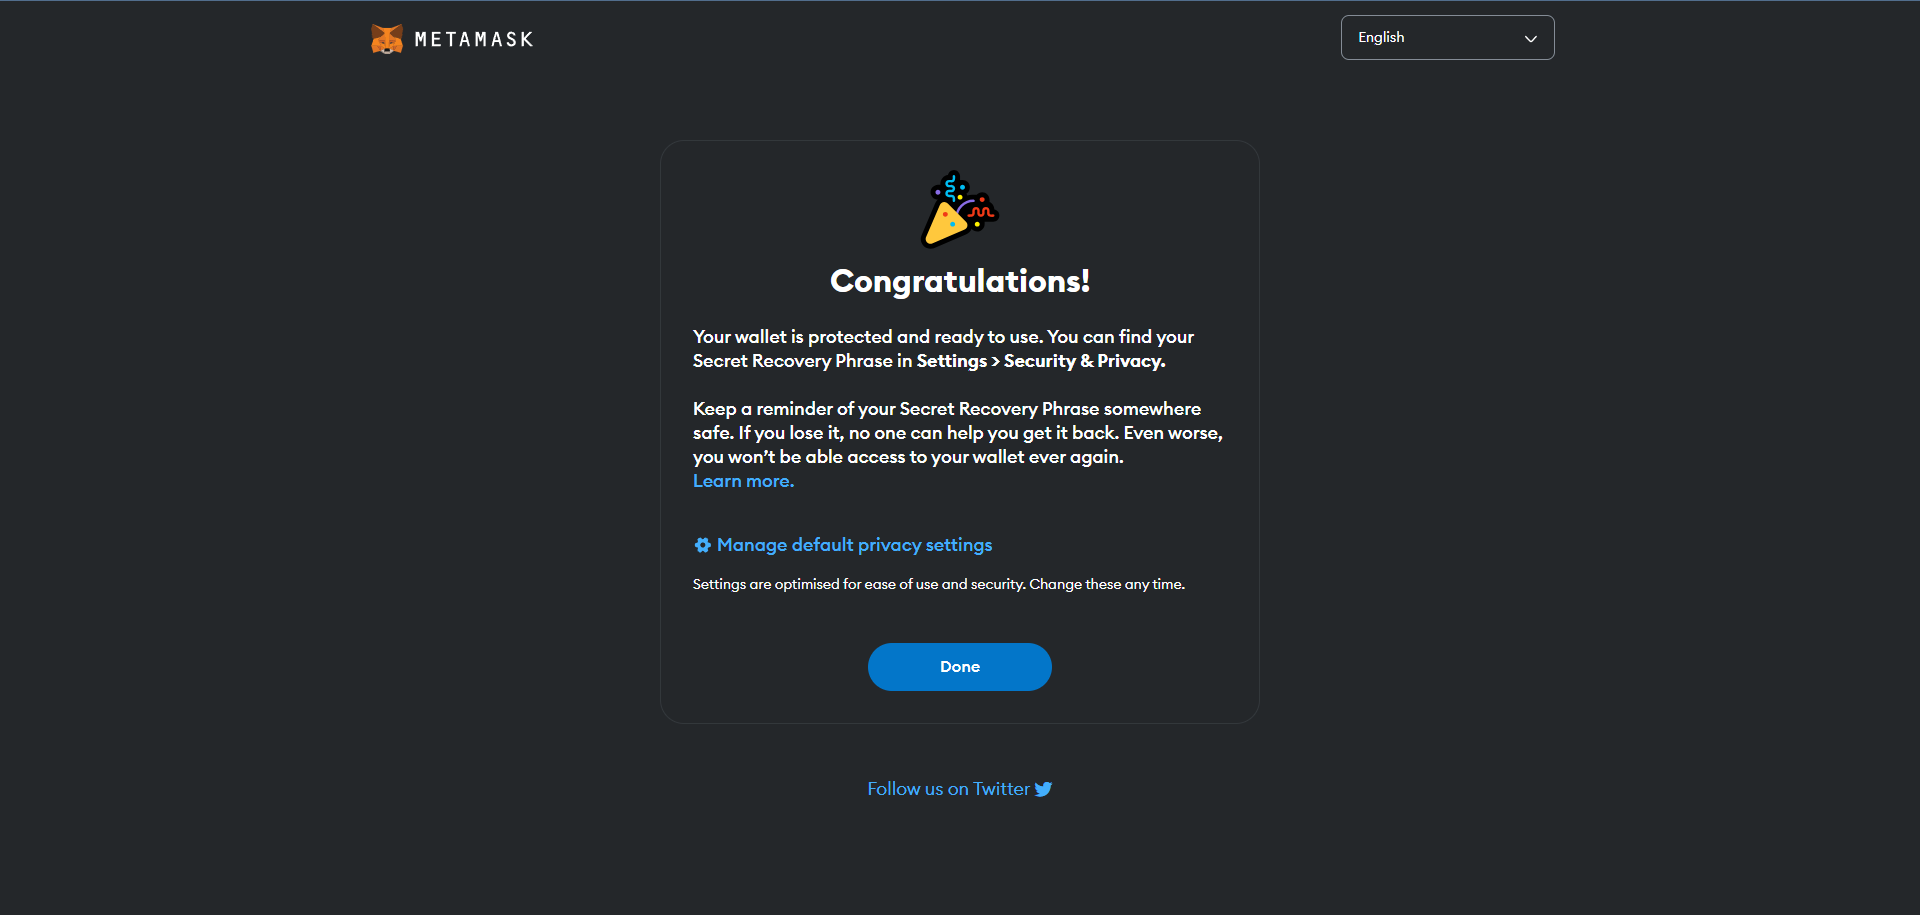 METAMASK
English
Congratulations!
Your wallet is protected and ready to use. You can find your
Secret Recovery Phrase in Settings > Security & Privacy.
Keep a reminder of your Secret Recovery Phrase somewhere
safe. If you lose it, no one can help you get it back. Even worse,
you won’t be able access to your wallet ever again.
Learn more.
Manage default privacy settings
Settings are optimised for ease of use and security. Change these any time.
Done
Follow us on Twitter